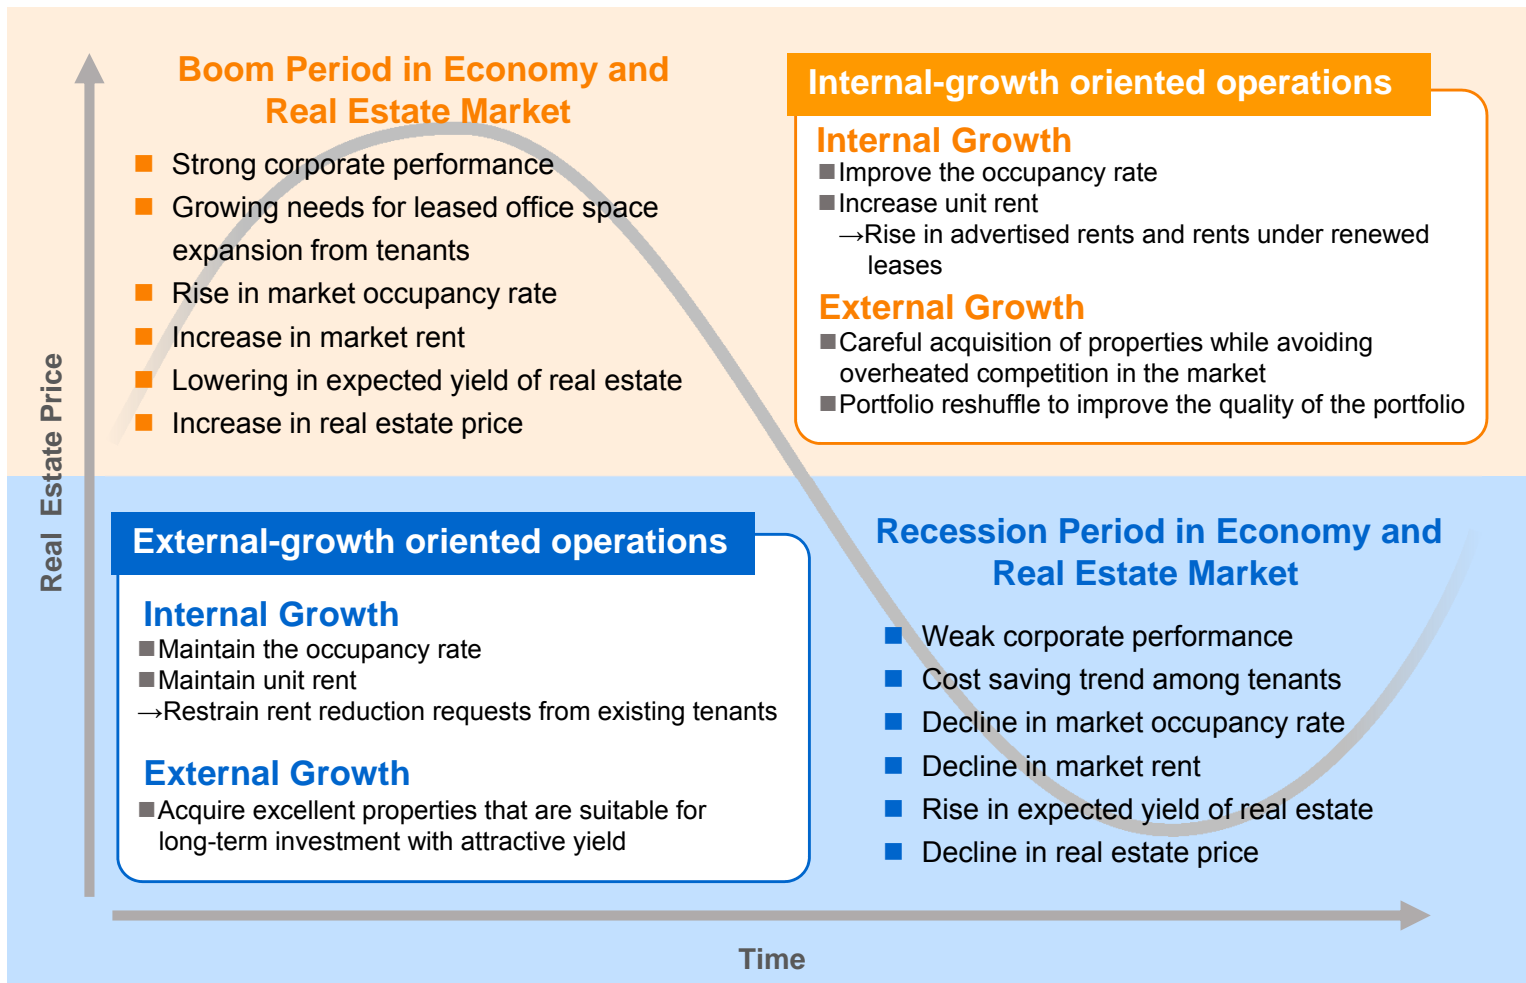 Boom Period in Economy and
Real Estate Market
Strong corporate performance
Growing needs for leased office space
expansion from tenants
Rise in market occupancy rate
Increase in market rent
Lowering in expected yield of real estate
Increase in real estate price
Internal-growth oriented operations
Internal Growth
Improve the occupancy rate
Increase unit rent
→Rise in advertised rents and rents under renewed
leases
External Growth
Careful acquisition of properties while avoiding
overheated competition in the market
Portfolio reshuffle to improve the quality of the portfolio
Real Estate Price
External-growth oriented operations
Internal Growth
Maintain the occupancy rate
Maintain unit rent
→Restrain rent reduction requests from existing tenants
External Growth
Acquire excellent properties that are suitable for
long-term investment with attractive yield
Recession Period in Economy and
Real Estate Market
Weak corporate performance
Cost saving trend among tenants
Decline in market occupancy rate
Decline in market rent
Rise in expected yield of real estate
Decline in real estate price
Time